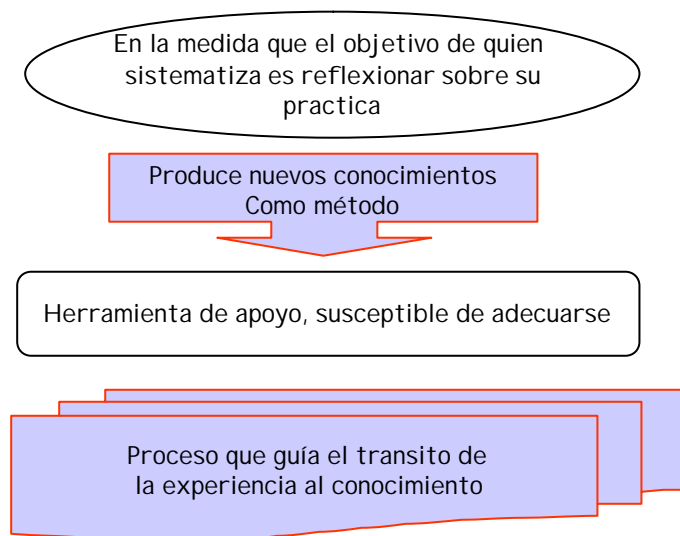 En la medida que el objetivo de quien
sistematiza es reflexionar sobre su
practica
Produce nuevos conocimientos
Como método
Herramienta de apoyo, susceptible de adecuarse
Proceso que guía el transito de
la experiencia al conocimiento